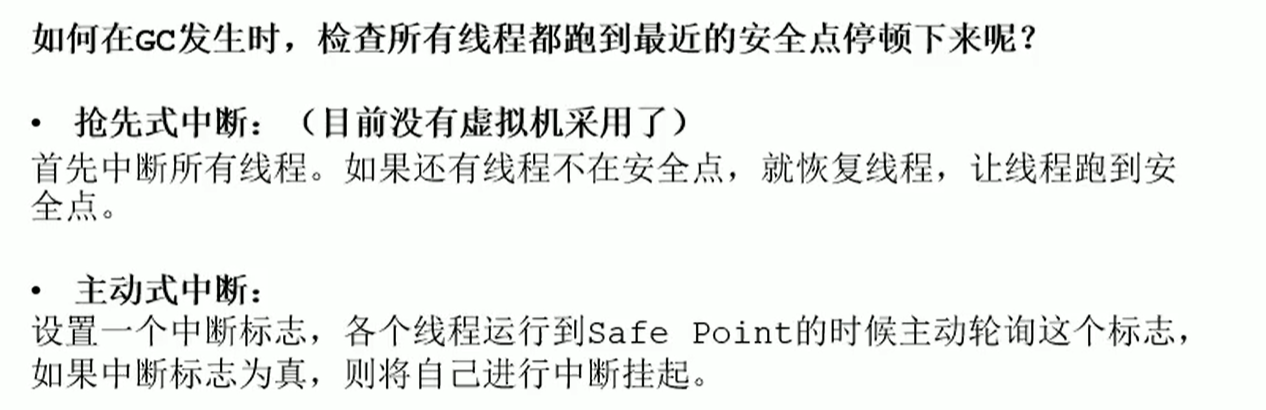 如何在GC发生时，检查所有线程都跑到最近的安全点停顿下来呢？
• 抢先式中断：（目前没有虚拟机采用了）
首先中断所有线程。如果还有线程不在安全点，就恢复线程，让线程跑到安
全点。
• 主动式中断：
设置一个中断标志，各个线程运行到Safe Point的时候主动轮询这个标志，
如果中断标志为真，则将自己进行中断挂起。